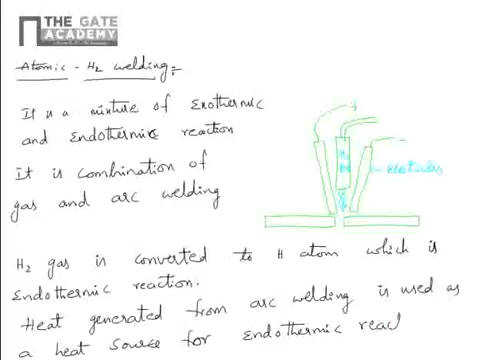 THE GATE
ACADEMY
Atomic - H2 welding :-
It is a mixture of Exothermic
and Endothermic reaction
It is combination of
gas and arc welding
+
-
H2
electrodes
H2 gas is converted to H atom which is
Endothermic reaction.
Heat generated from arc welding is used as
a heat source for Endothermic reac